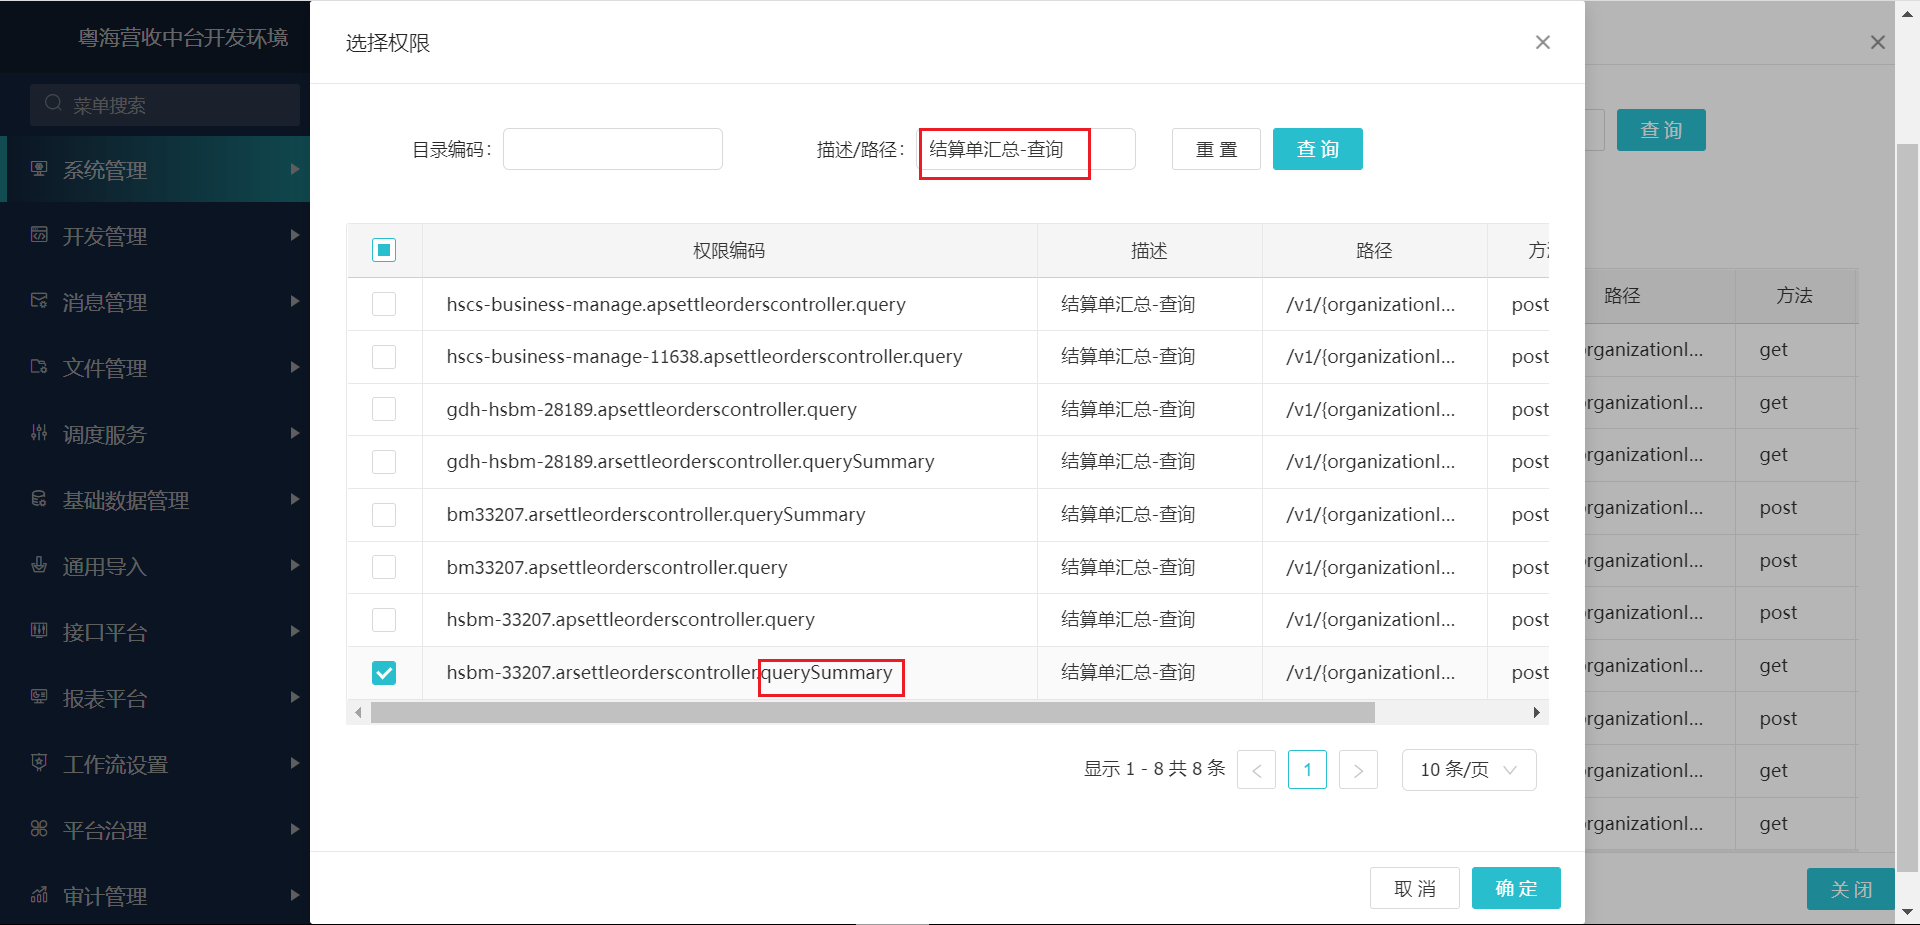 粤海营收中台开发环境
菜单搜索
系统管理
开发管理
消息管理
文件管理
调度服务
基础数据管理
通用导入
接口平台
报表平台
工作流设置
平台治理
审计管理
选择权限
目录编码:
描述/路径: 结算单汇总-查询
重 置
查 询
权限编码 描述 路径 方法
hscs-business-manage.apsettleorderscontroller.query 结算单汇总-查询 /v1/{organizationI... post
hscs-business-manage-11638.apsettleorderscontroller.query 结算单汇总-查询 /v1/{organizationI... post
gdh-hsbm-28189.apsettleorderscontroller.query 结算单汇总-查询 /v1/{organizationI... post
gdh-hsbm-28189.arsettleorderscontroller.querySummary 结算单汇总-查询 /v1/{organizationI... post
bm33207.arsettleorderscontroller.querySummary 结算单汇总-查询 /v1/{organizationI... post
bm33207.apsettleorderscontroller.query 结算单汇总-查询 /v1/{organizationI... post
hsbm-33207.apsettleorderscontroller.query 结算单汇总-查询 /v1/{organizationI... post
hsbm-33207.arsettleorderscontroller.querySummary 结算单汇总-查询 /v1/{organizationI... post
显示 1 - 8 共 8 条 < 1 > 10 条/页
取 消
确 定
查 询
路径 方法
organizationI... get
organizationI... get
organizationI... get
organizationI... post
organizationI... post
organizationI... post
organizationI... get
organizationI... post
organizationI... get
organizationI... get
关 闭